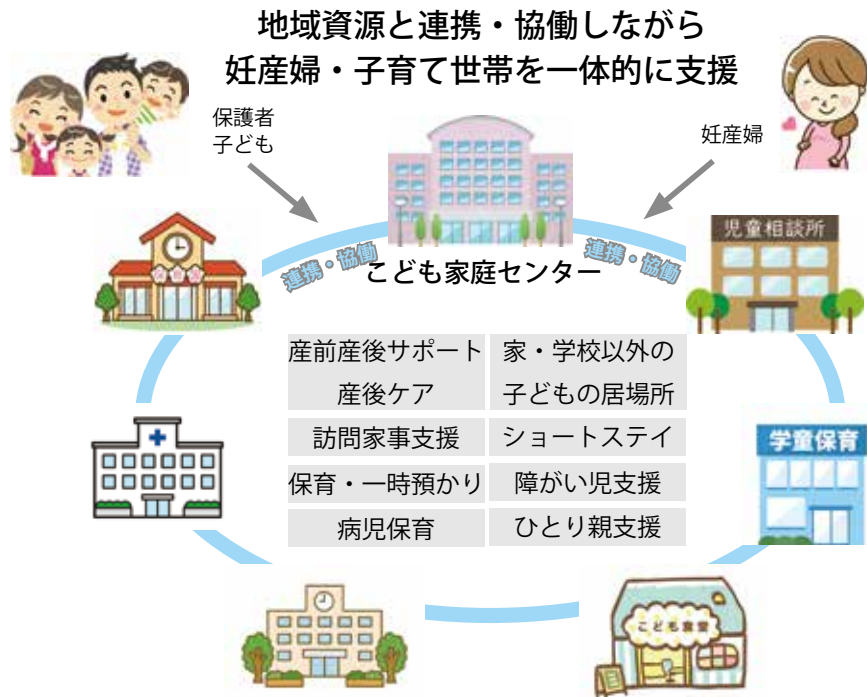 地域資源と連携・協働しながら
妊産婦・子育て世帯を一体的に支援
保護者
子ども
妊産婦
児童相談所
保育園
連携・協働
こども家庭センター
連携・協働
産前産後サポート
産後ケア
家・学校以外の
子どもの居場所
訪問家事支援
ショートステイ
保育・一時預かり
障がい児支援
病児保育
ひとり親支援
学童保育
こども食堂